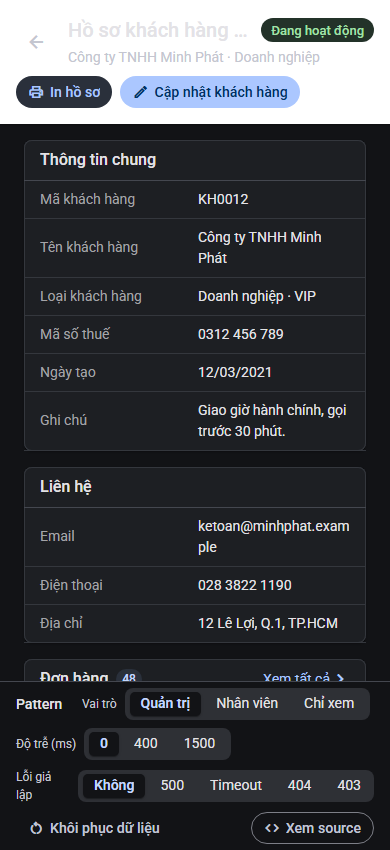 Hồ sơ khách hàng ...
Đang hoạt động
Công ty TNHH Minh Phát · Doanh nghiệp
In hồ sơ
Cập nhật khách hàng
Thông tin chung
Mã khách hàng
KH0012
Tên khách hàng
Công ty TNHH Minh
Phát
Loại khách hàng
Doanh nghiệp · VIP
Mã số thuế
0312 456 789
Ngày tạo
12/03/2021
Ghi chú
Giao giờ hành chính, gọi
trước 30 phút.
Liên hệ
Email
ketoan@minhphat.exam
ple
Điện thoại
028 3822 1190
Địa chỉ
12 Lê Lợi, Q.1, TP.HCM
Đơn hàng 48
Xem tất cả
Pattern
Vai trò
Quản trị
Nhân viên
Chỉ xem
Độ trễ (ms)
0
400
1500
Lỗi giả
lập
Không
500
Timeout
404
403
Khôi phục dữ liệu
Xem source